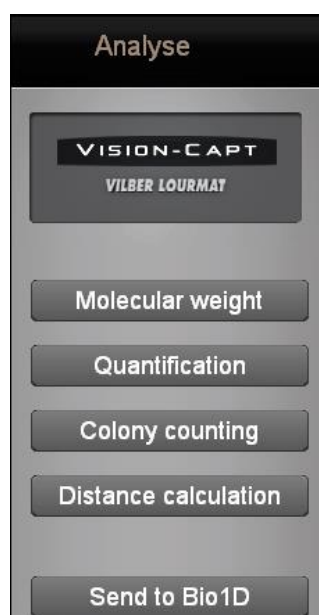 Analyse
VISION-CAPT
VILBER LOURMAT
Molecular weight
Quantification
Colony counting
Distance calculation
Send to Bio1D